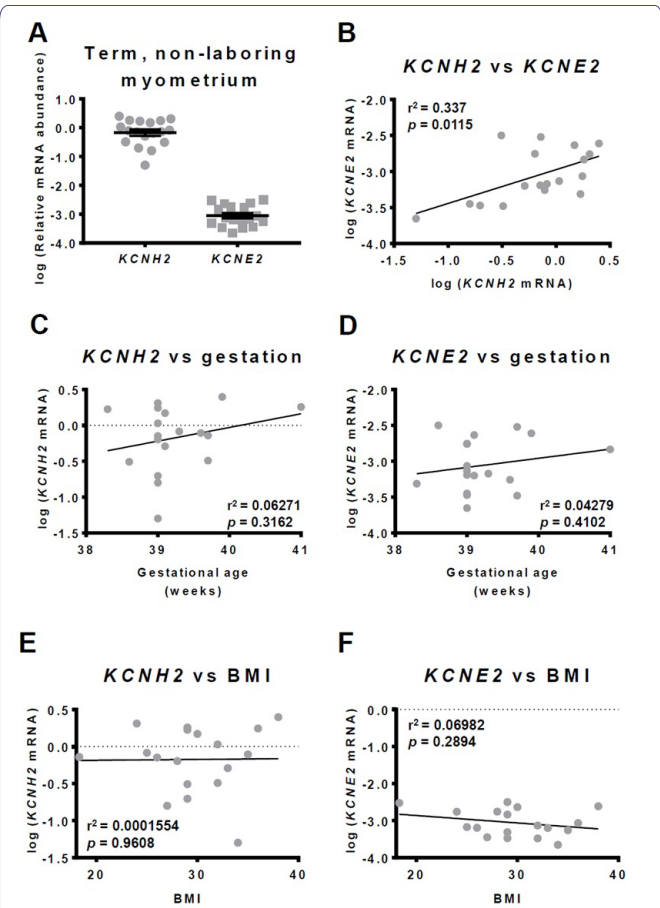 A
Term, non-laboring
myometrium
log (Relative mRNA abundance)
1.0
0.0
-1.0
-2.0
-3.0
-4.0
KCNH2
KCNE2
B
KCNH2 vs KCNE2
log (KCNE2 mRNA)
-2.0
-2.5
-3.0
-3.5
-4.0
r² = 0.337
p = 0.0115
-1.5
-1.0
-0.5
0.0
0.5
log (KCNH2 mRNA)
C
KCNH2 vs gestation
log (KCNH2 mRNA)
0.5
0.0
-0.5
-1.0
-1.5
r² = 0.06271
p = 0.3162
38
39
40
41
Gestational age
(weeks)
D
KCNE2 vs gestation
log (KCNE2 mRNA)
-2.0
-2.5
-3.0
-3.5
-4.0
r² = 0.04279
p = 0.4102
38
39
40
41
Gestational age
(weeks)
E
KCNH2 vs BMI
log (KCNH2 mRNA)
0.5
0.0
-0.5
-1.0
-1.5
r² = 0.0001554
p = 0.9608
20
30
40
BMI
F
KCNE2 vs BMI
log (KCNE2 mRNA)
0.0
-1.0
-2.0
-3.0
-4.0
r² = 0.06982
p = 0.2894
20
30
40
BMI